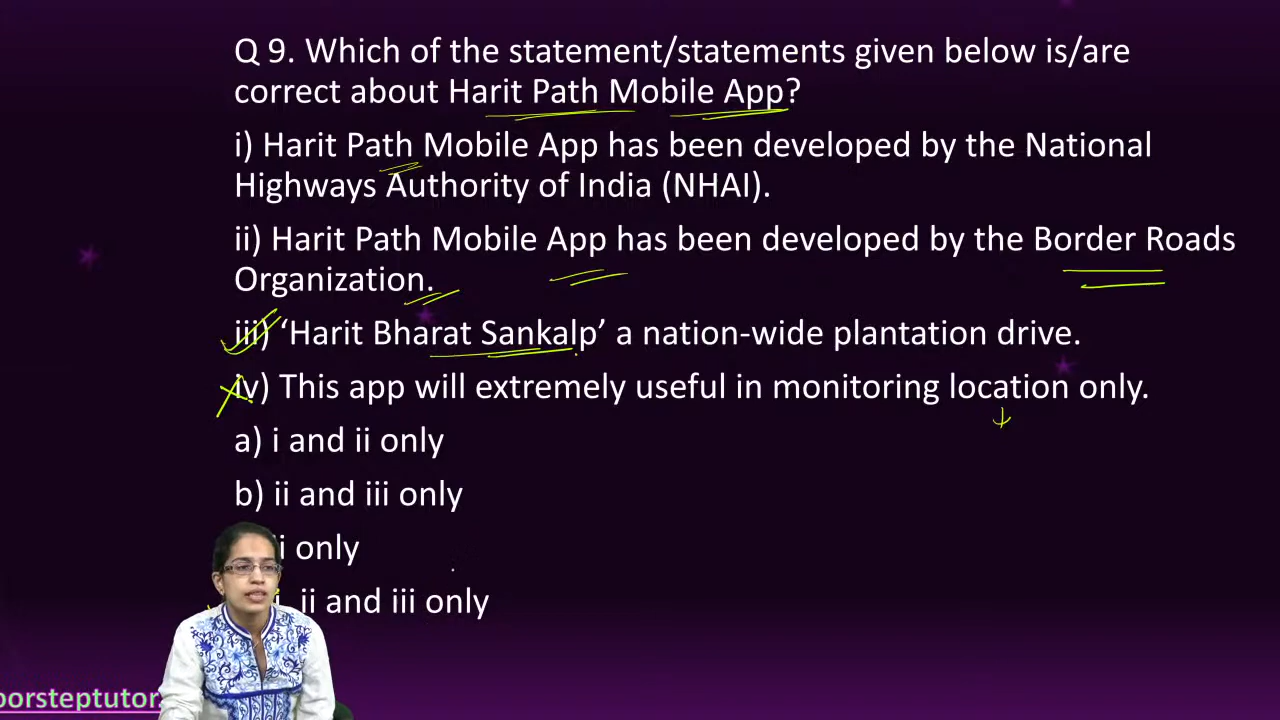 Q 9. Which of the statement/statements given below is/are
correct about Harit Path Mobile App?
i) Harit Path Mobile App has been developed by the National
Highways Authority of India (NHAI).
ii) Harit Path Mobile App has been developed by the Border Roads
Organization.
iii) ‘Harit Bharat Sankalp’ a nation-wide plantation drive.
iv) This app will extremely useful in monitoring location only.
a) i and ii only
b) ii and iii only
only
ii and iii only